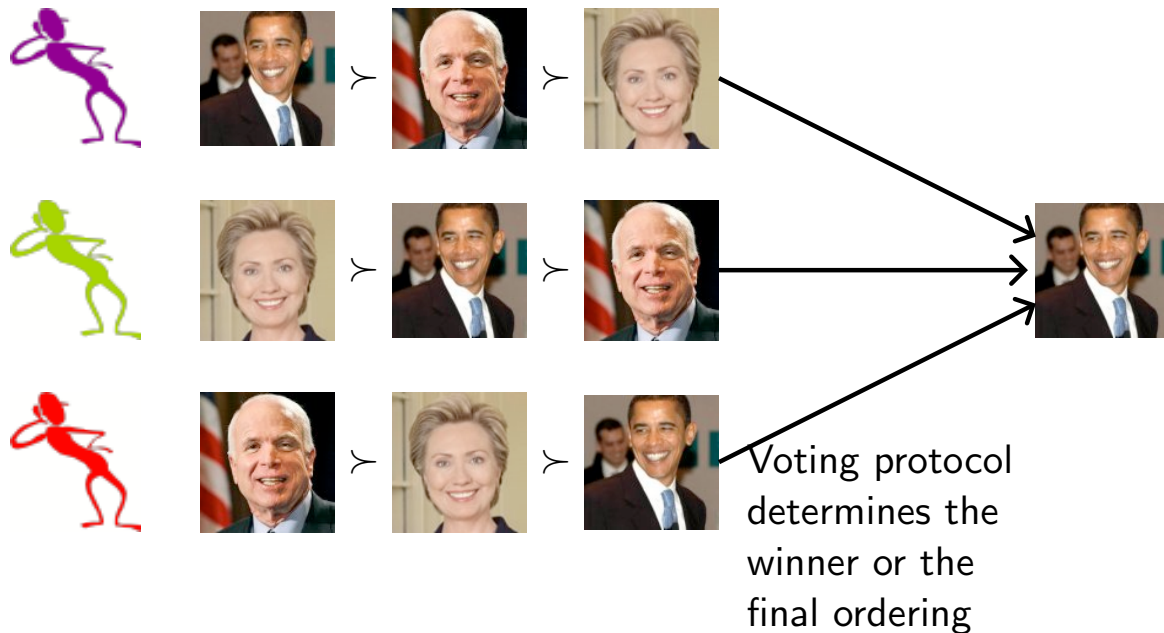 ≻ ≻
≻ ≻
≻ ≻
Voting protocol
determines the
winner or the
final ordering